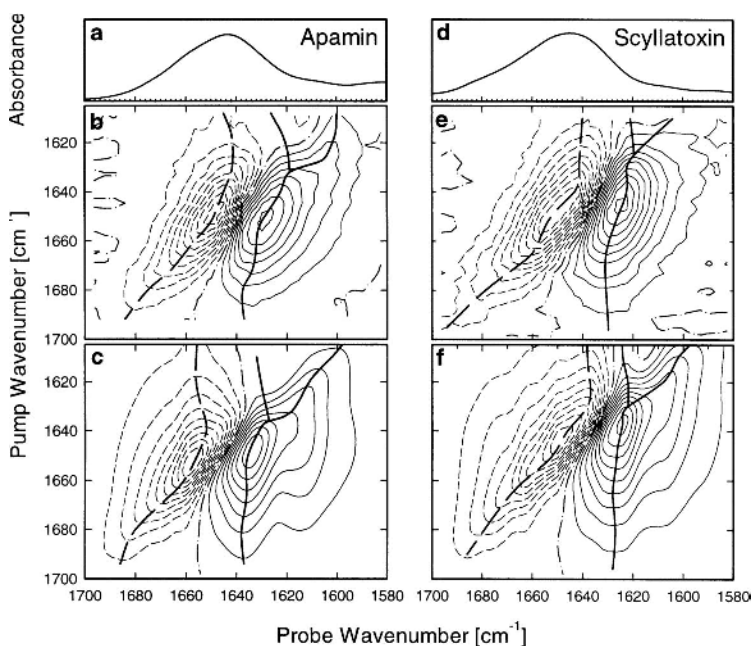 a Apamin
d Scyllatoxin
Absorbance
b
e
1620
1640
1660
1680
1700
c
f
1620
1640
1660
1680
1700
Pump Wavenumber [cm-1]
1700 1680 1660 1640 1620 1600 1580
1700 1680 1660 1640 1620 1600 1580
Probe Wavenumber [cm-1]